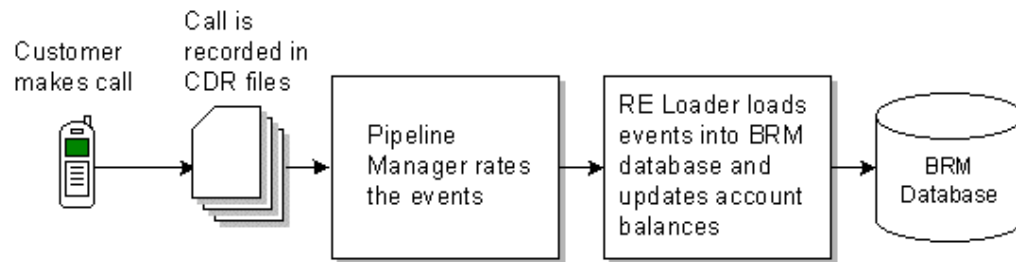 Customer
makes call
Call is
recorded in
CDR files
Pipeline
Manager rates
the events
RE Loader loads
events into BRM
database and
updates account
balances
BRM
Database